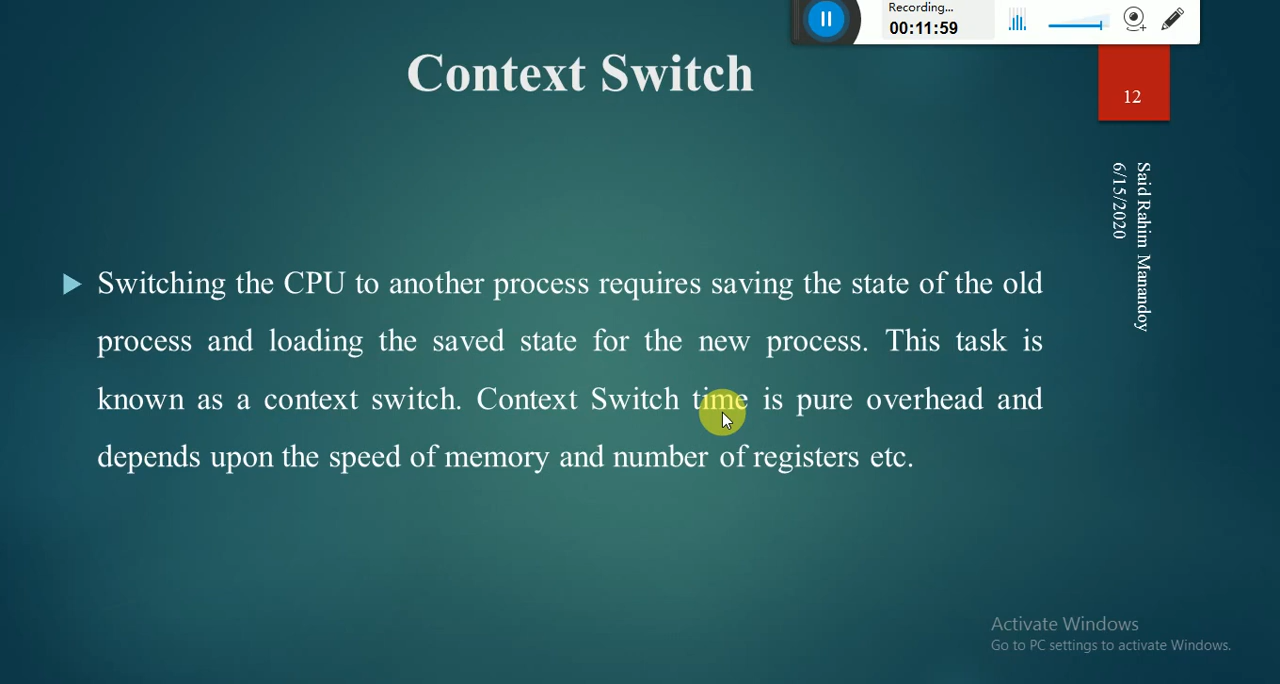 Recording...
00:11:59
Context Switch
12
Said Rahim Manandoy
6/15/2020
Switching the CPU to another process requires saving the state of the old
process and loading the saved state for the new process. This task is
known as a context switch. Context Switch time is pure overhead and
depends upon the speed of memory and number of registers etc.
Activate Windows
Go to PC settings to activate Windows.